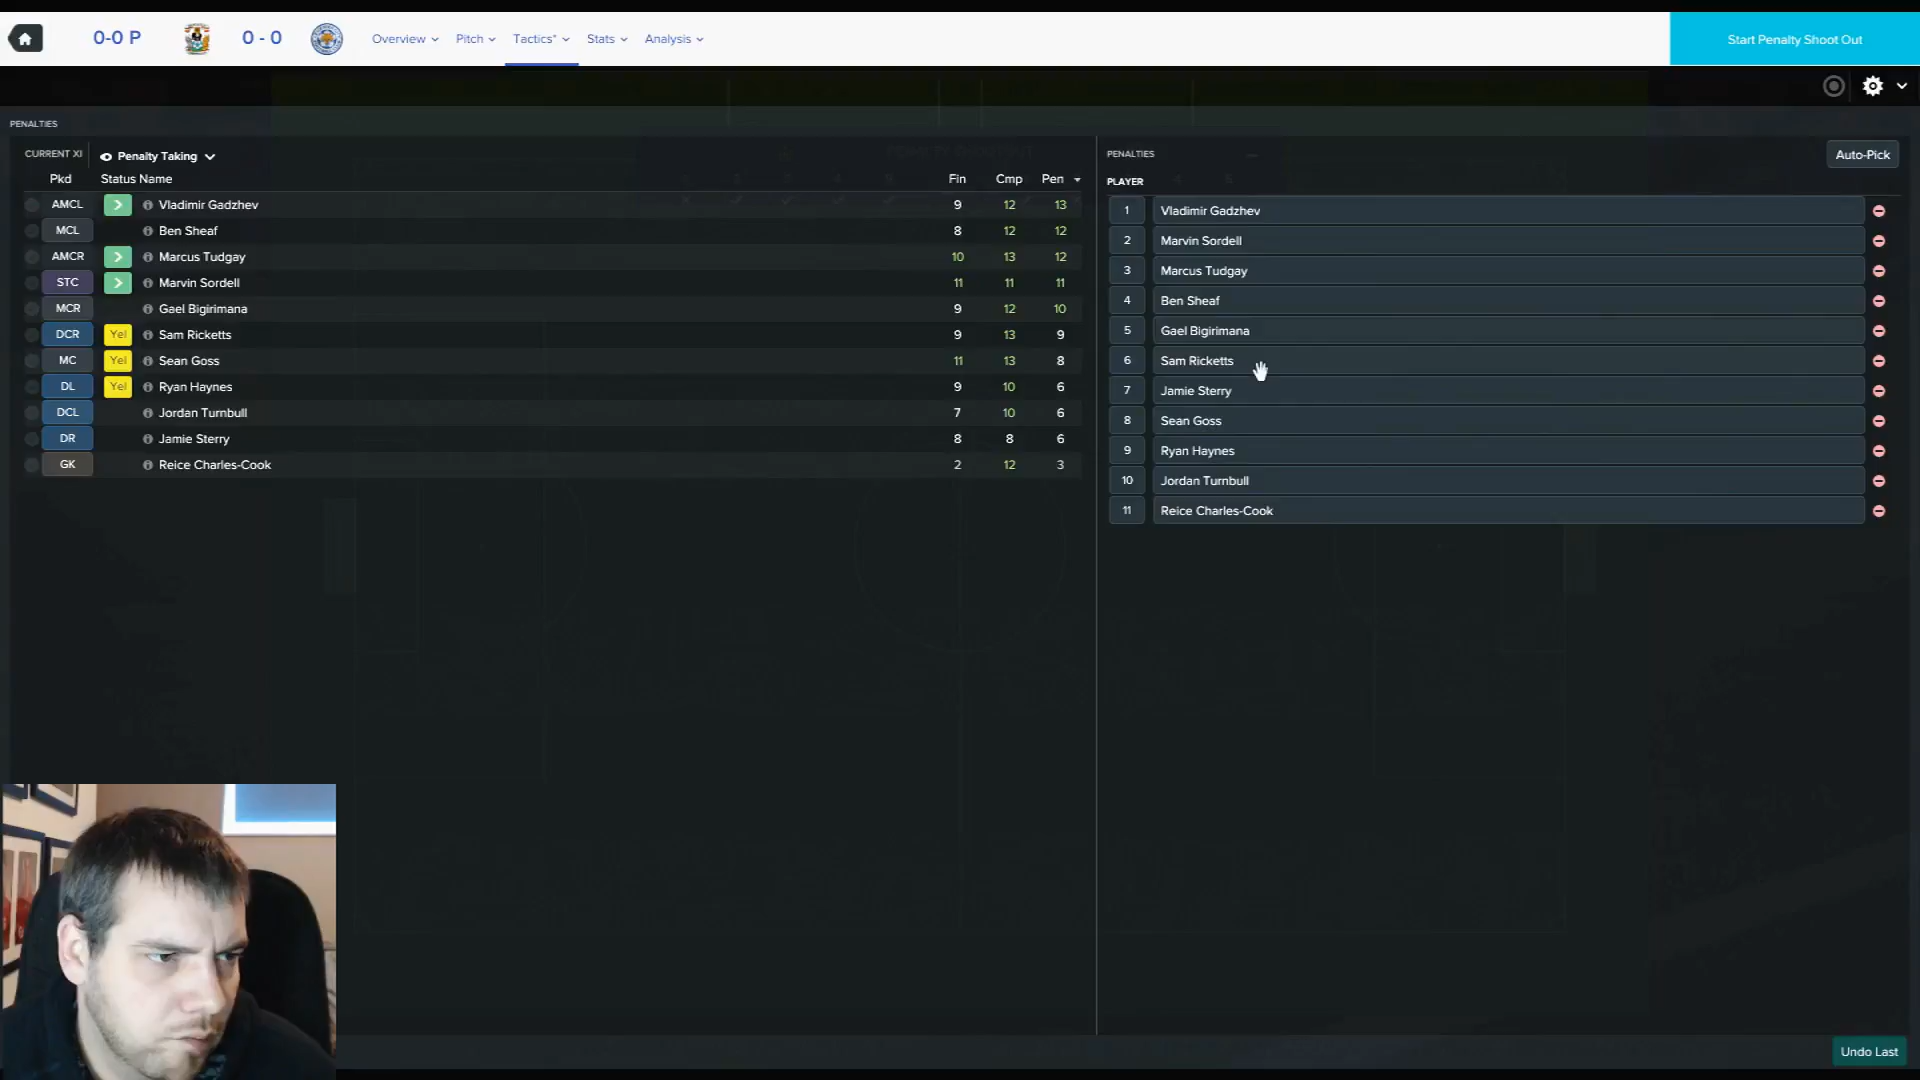 0-0 P 0 - 0 Overview Pitch Tactics* Stats Analysis Start Penalty Shoot Out
PENALTIES
CURRENT XI Penalty Taking
Pkd Status Name Fin Cmp Pen
AMCL Vladimir Gadzhev 9 12 13
MCL Ben Sheaf 8 12 12
AMCR Marcus Tudgay 10 13 12
STC Marvin Sordell 11 11 11
MCR Gael Bigirimana 9 12 10
DCR Yel Sam Ricketts 9 13 9
MC Yel Sean Goss 11 13 8
DL Yel Ryan Haynes 9 10 6
DCL Jordan Turnbull 7 10 6
DR Jamie Sterry 8 8 6
GK Reice Charles-Cook 2 12 3
PENALTIES Auto-Pick
PLAYER
1 Vladimir Gadzhev
2 Marvin Sordell
3 Marcus Tudgay
4 Ben Sheaf
5 Gael Bigirimana
6 Sam Ricketts
7 Jamie Sterry
8 Sean Goss
9 Ryan Haynes
10 Jordan Turnbull
11 Reice Charles-Cook
Undo Last